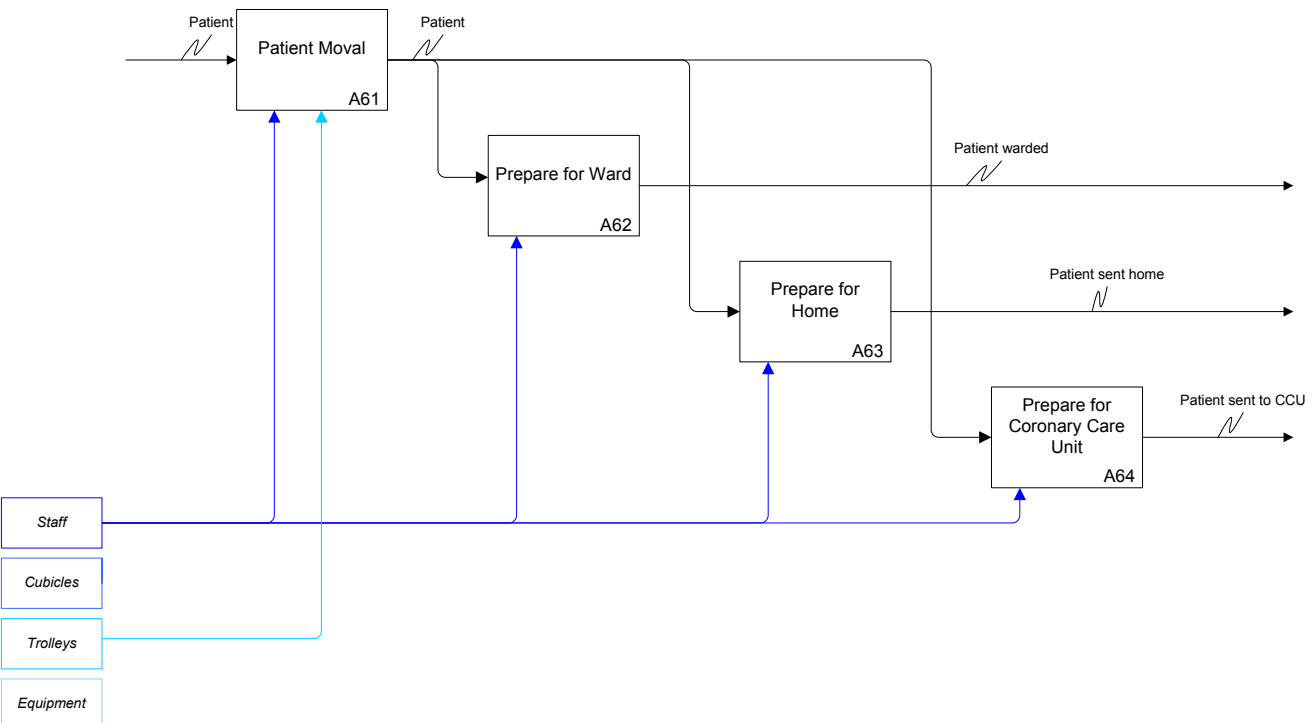 Patient
Patient
Patient Moval
A61
Patient warded
Prepare for Ward
A62
Patient sent home
Prepare for
Home
A63
Patient sent to CCU
Prepare for
Coronary Care
Unit
A64
Staff
Cubicles
Trolleys
Equipment